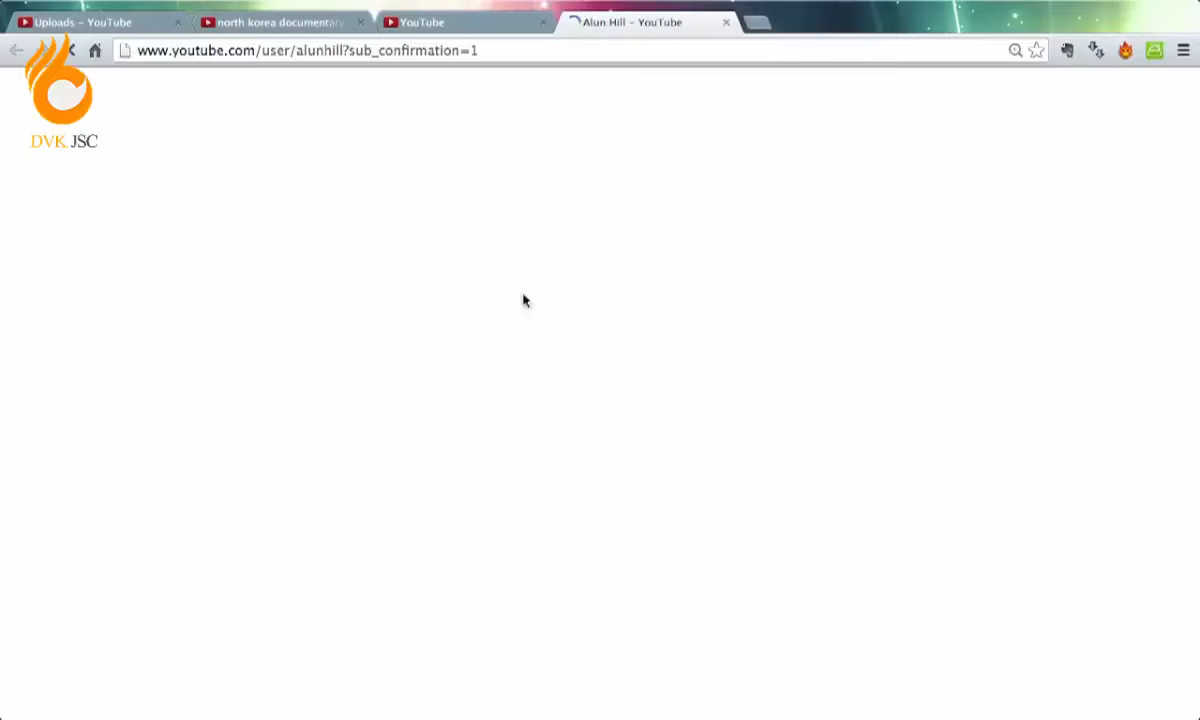 Uploads – YouTube
north korea documentary
YouTube
Alun Hill – YouTube
www.youtube.com/user/alunhill?sub_confirmation=1
DVK JSC